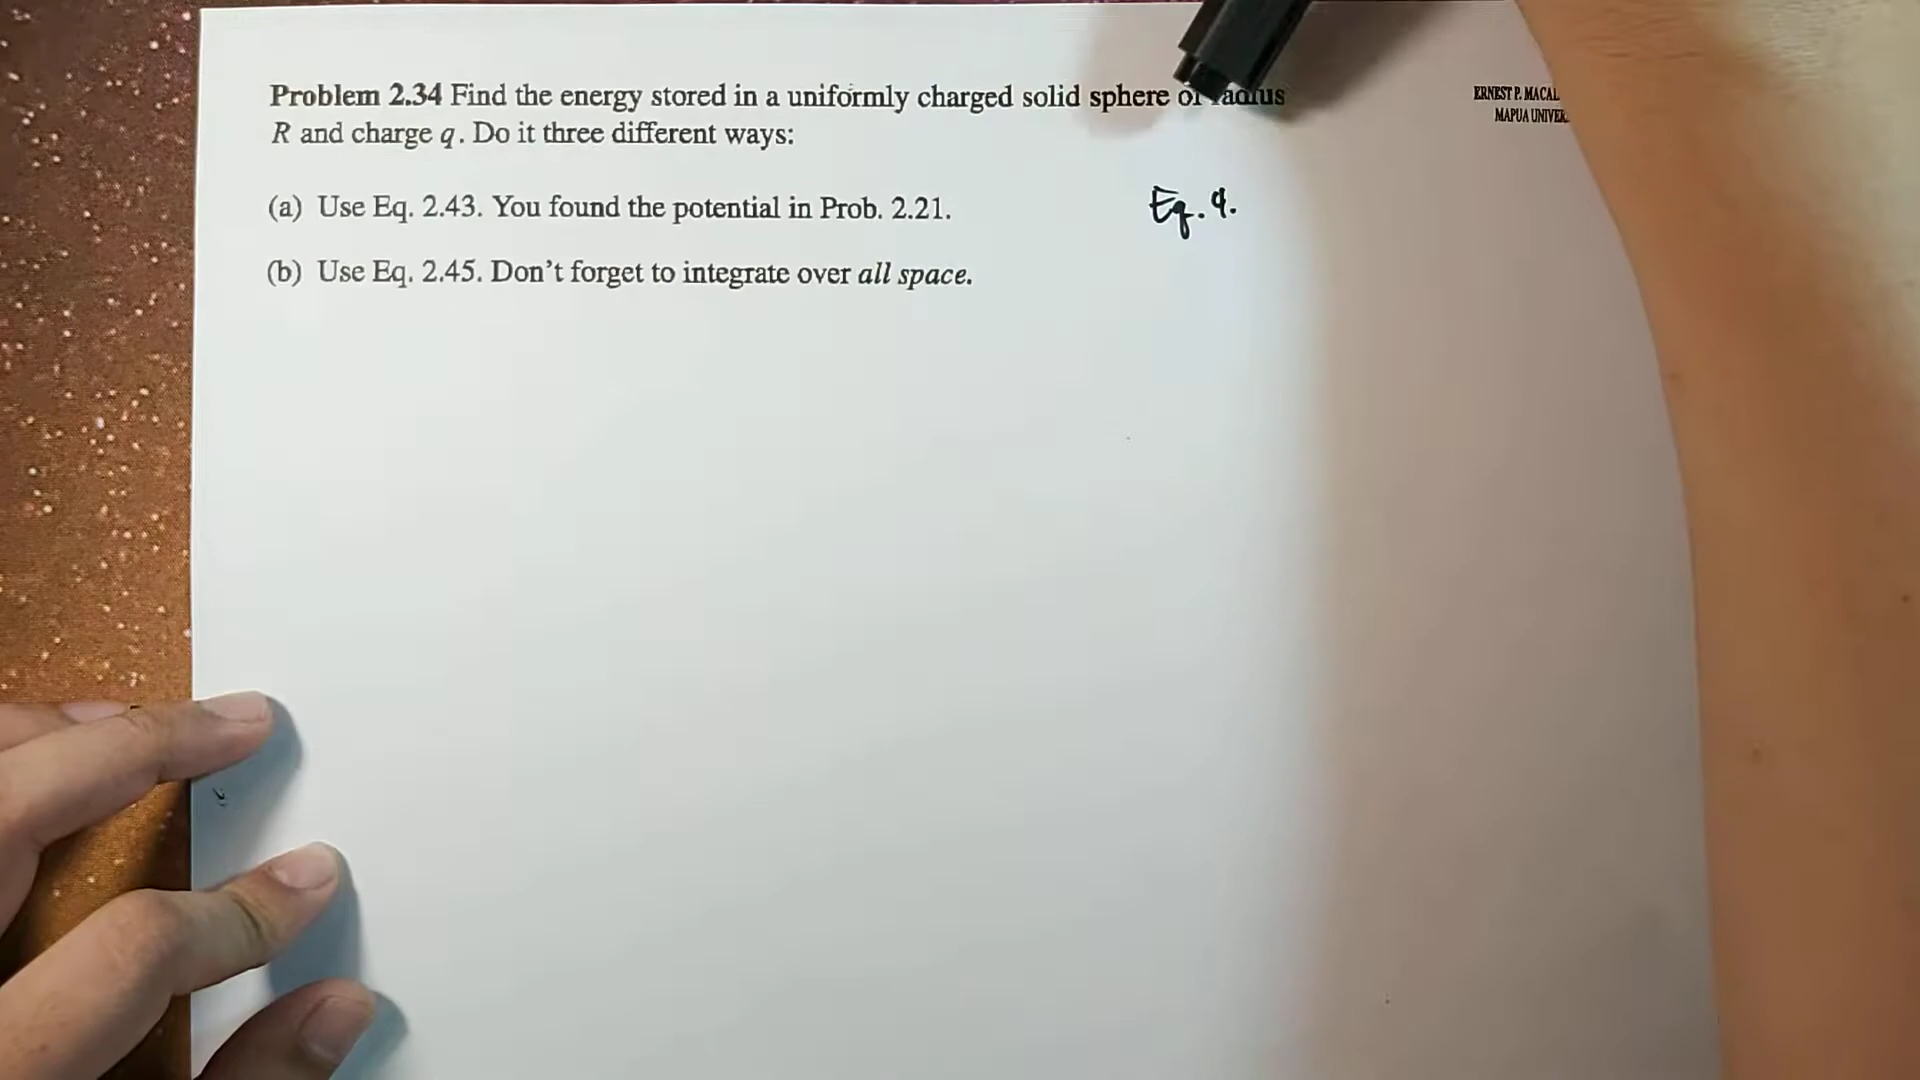 Problem 2.34 Find the energy stored in a uniformly charged solid sphere of radius
R and charge q. Do it three different ways:
(a) Use Eq. 2.43. You found the potential in Prob. 2.21.
(b) Use Eq. 2.45. Don't forget to integrate over all space.
Eq.
ERNEST P. MACAL
MAPUA UNIVER